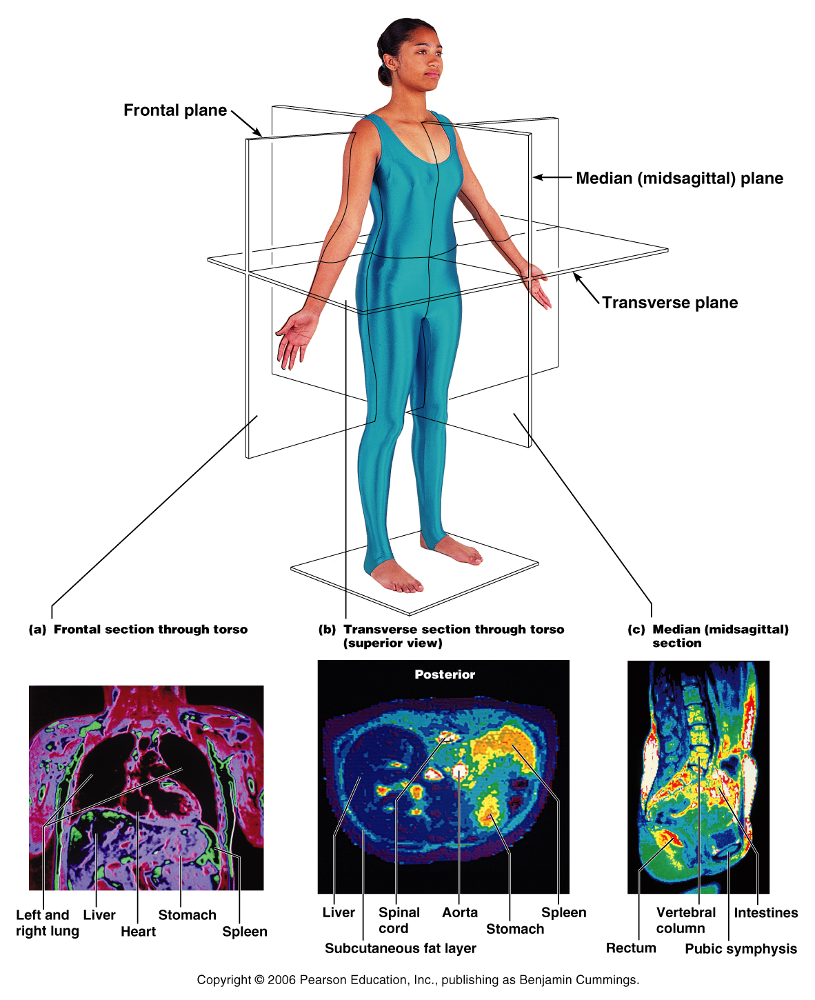 Frontal plane
Median (midsagittal) plane
Transverse plane
(a) Frontal section through torso
(b) Transverse section through torso
(superior view)
(c) Median (midsagittal)
section
Posterior
Left and
right lung
Liver
Heart
Stomach
Spleen
Liver
Subcutaneous fat layer
Spinal
cord
Aorta
Stomach
Spleen
Rectum
Vertebral
column
Pubic symphysis
Intestines
Copyright © 2006 Pearson Education, Inc., publishing as Benjamin Cummings.